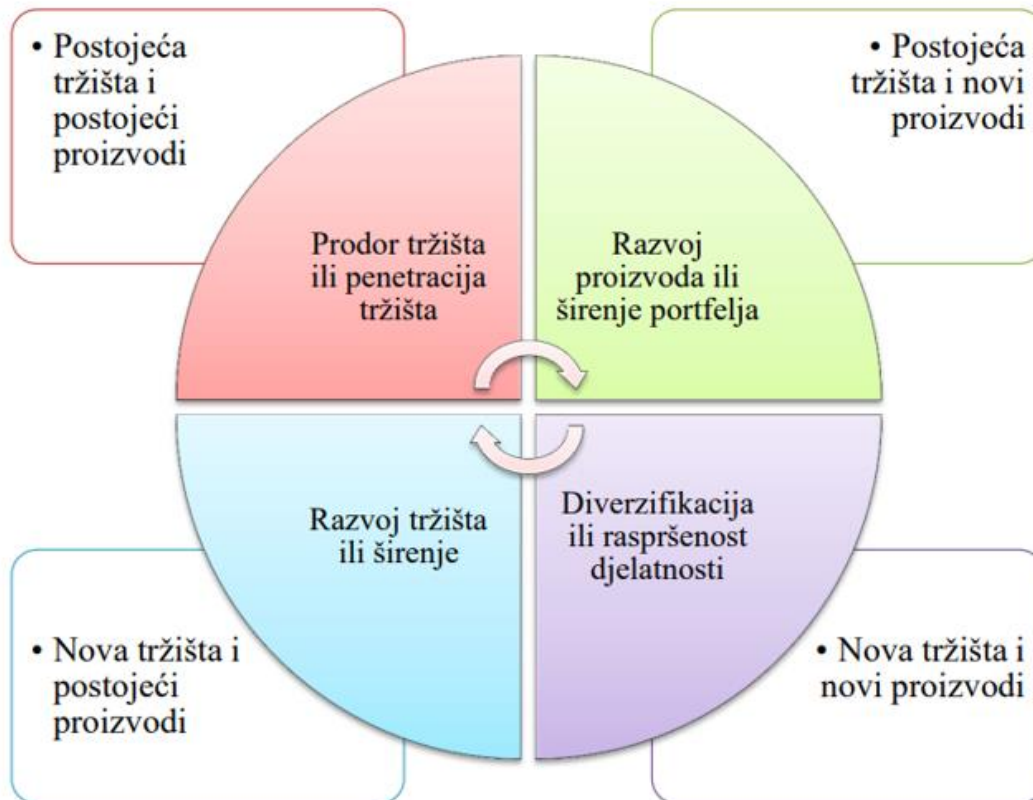 • Postojeća
tržišta i
postojeći
proizvodi
• Postojeća
tržišta i novi
proizvodi
Prodor tržišta
ili penetracija
tržišta
Razvoj
proizvoda ili
širenje portfelja
Razvoj tržišta
ili širenje
Diverzifikacija
ili raspršenost
djelatnosti
• Nova tržišta i
postojeći
proizvodi
• Nova tržišta i
novi proizvodi